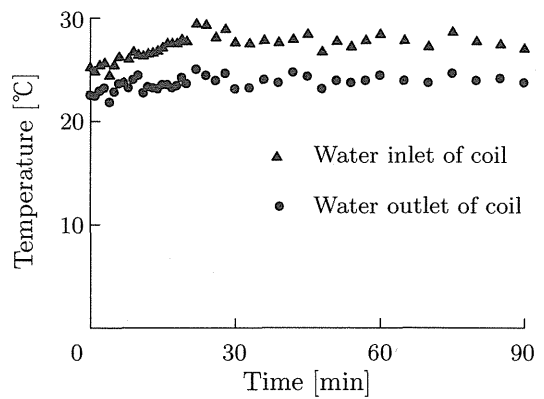 30
20
10
0
30
60
90
Temperature [℃]
Time [min]
Water inlet of coil
Water outlet of coil